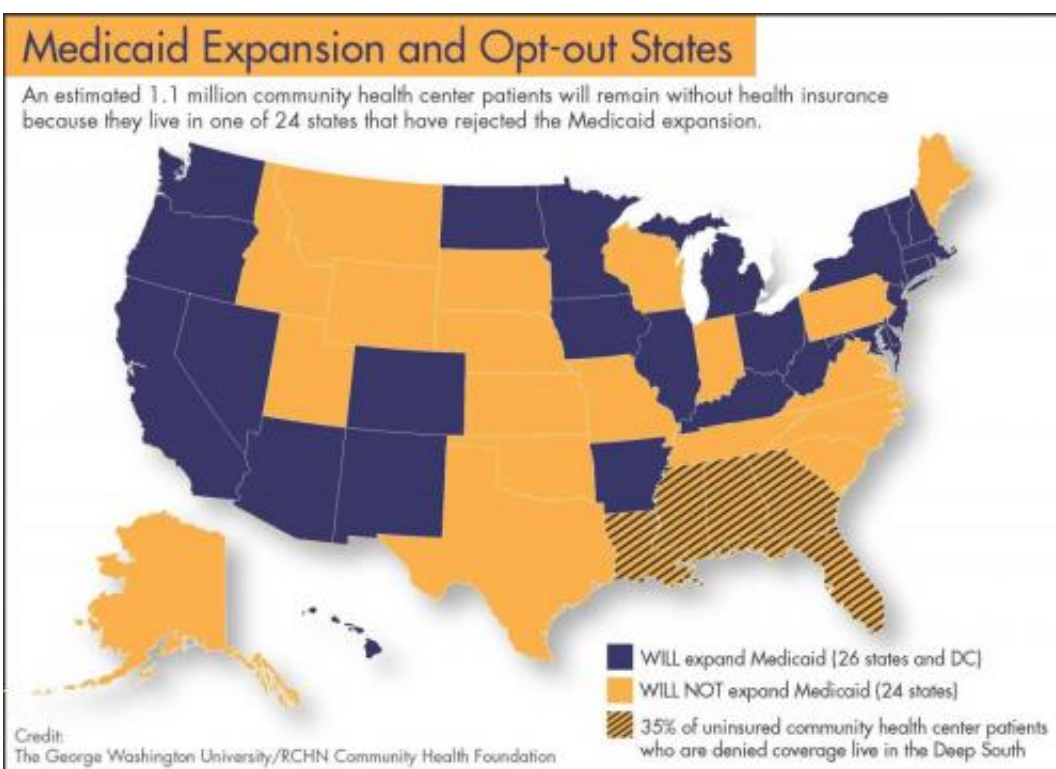 Medicaid Expansion and Opt-out States
An estimated 1.1 million community health center patients will remain without health insurance
because they live in one of 24 states that have rejected the Medicaid expansion.
WILL expand Medicaid (26 states and DC)
WILL NOT expand Medicaid (24 states)
35% of uninsured community health center patients
who are denied coverage live in the Deep South
Credit:
The George Washington University/RCHN Community Health Foundation